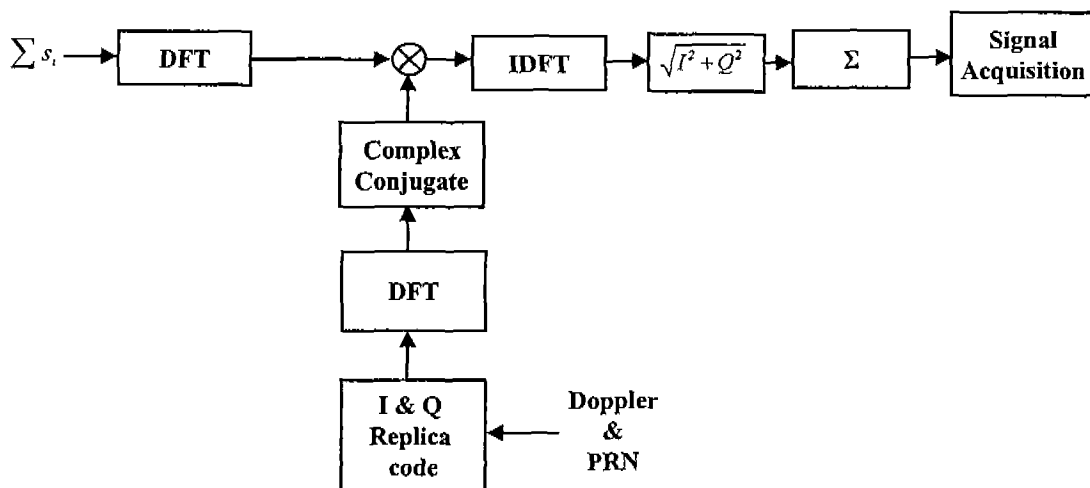 ∑ sᵢ
DFT
IDFT
√I² + Q²
Σ
Signal
Acquisition
Complex
Conjugate
DFT
I & Q
Replica
code
Doppler
&
PRN